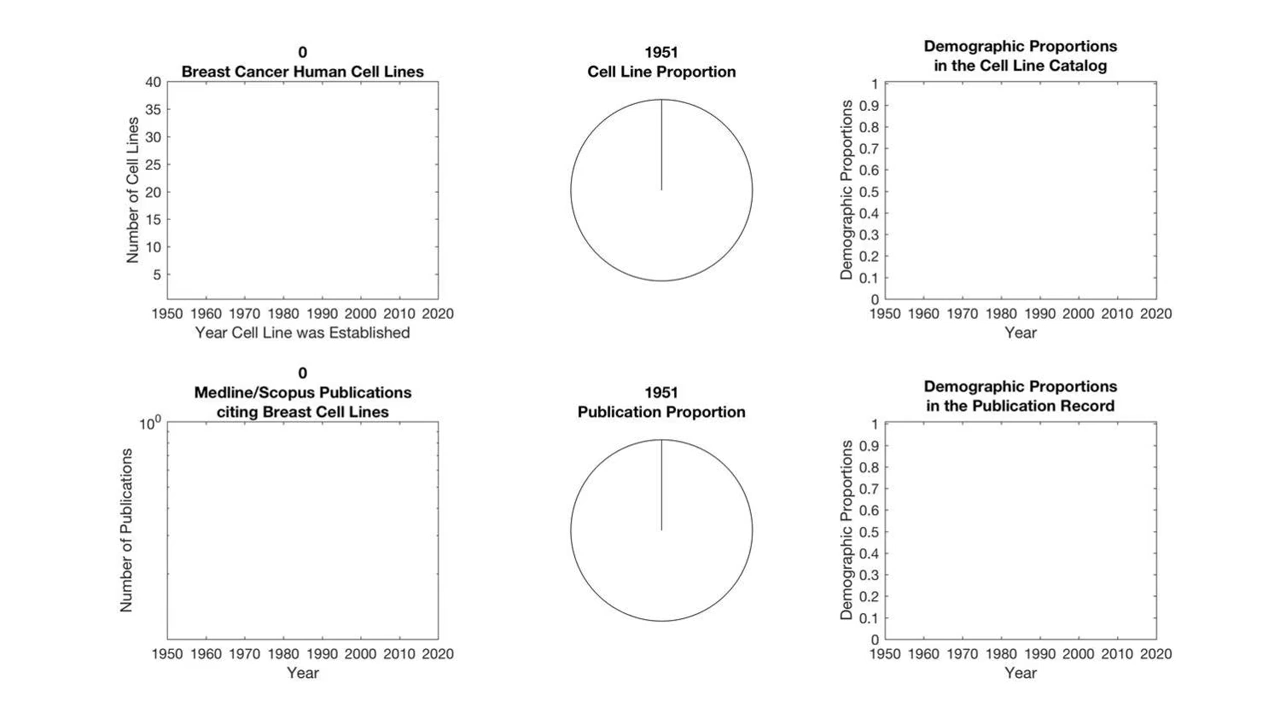 0
Breast Cancer Human Cell Lines
40
35
30
25
20
15
10
5
Number of Cell Lines
1950 1960 1970 1980 1990 2000 2010 2020
Year Cell Line was Established
1951
Cell Line Proportion
Demographic Proportions
in the Cell Line Catalog
1
0.9
0.8
0.7
0.6
0.5
0.4
0.3
0.2
0.1
0
Demographic Proportions
1950 1960 1970 1980 1990 2000 2010 2020
Year
0
Medline/Scopus Publications
citing Breast Cell Lines
10⁰
Number of Publications
1950 1960 1970 1980 1990 2000 2010 2020
Year
1951
Publication Proportion
Demographic Proportions
in the Publication Record
1
0.9
0.8
0.7
0.6
0.5
0.4
0.3
0.2
0.1
0
Demographic Proportions
1950 1960 1970 1980 1990 2000 2010 2020
Year